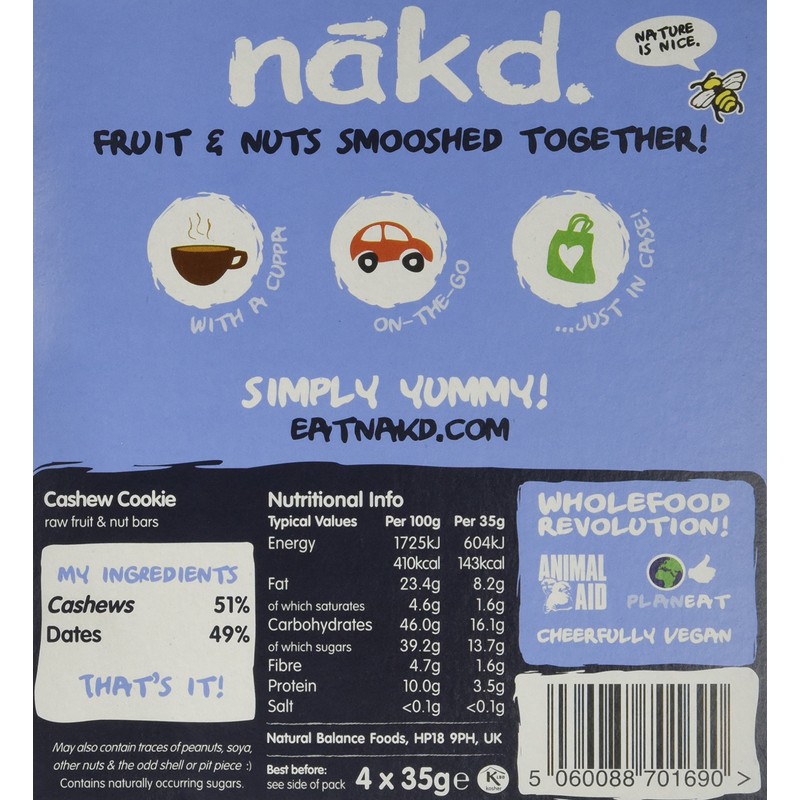 nākd.
NATURE
IS NICE.
FRUIT & NUTS SMOOSHED TOGETHER!
WITH A CUPPA
ON-THE-GO
...JUST IN CASE!
SIMPLY YUMMY!
EATNAKD.COM
Cashew Cookie
raw fruit & nut bars
MY INGREDIENTS
Cashews 51%
Dates 49%
THAT'S IT!
May also contain traces of peanuts, soya,
other nuts & the odd shell or pit piece :)
Contains naturally occurring sugars.
Nutritional Info
Typical Values Per 100g Per 35g
Energy 1725kJ 604kJ
410kcal 143kcal
Fat 23.4g 8.2g
of which saturates 4.6g 1.6g
Carbohydrates 46.0g 16.1g
of which sugars 39.2g 13.7g
Fibre 4.7g 1.6g
Protein 10.0g 3.5g
Salt <0.1g <0.1g
Natural Balance Foods, HP18 9PH, UK
Best before:
see side of pack
4 x 35g e
K LBD
kosher
WHOLEFOOD
REVOLUTION!
ANIMAL
AID
PLANEAT
CHEERFULLY VEGAN
5 060088 701690 >